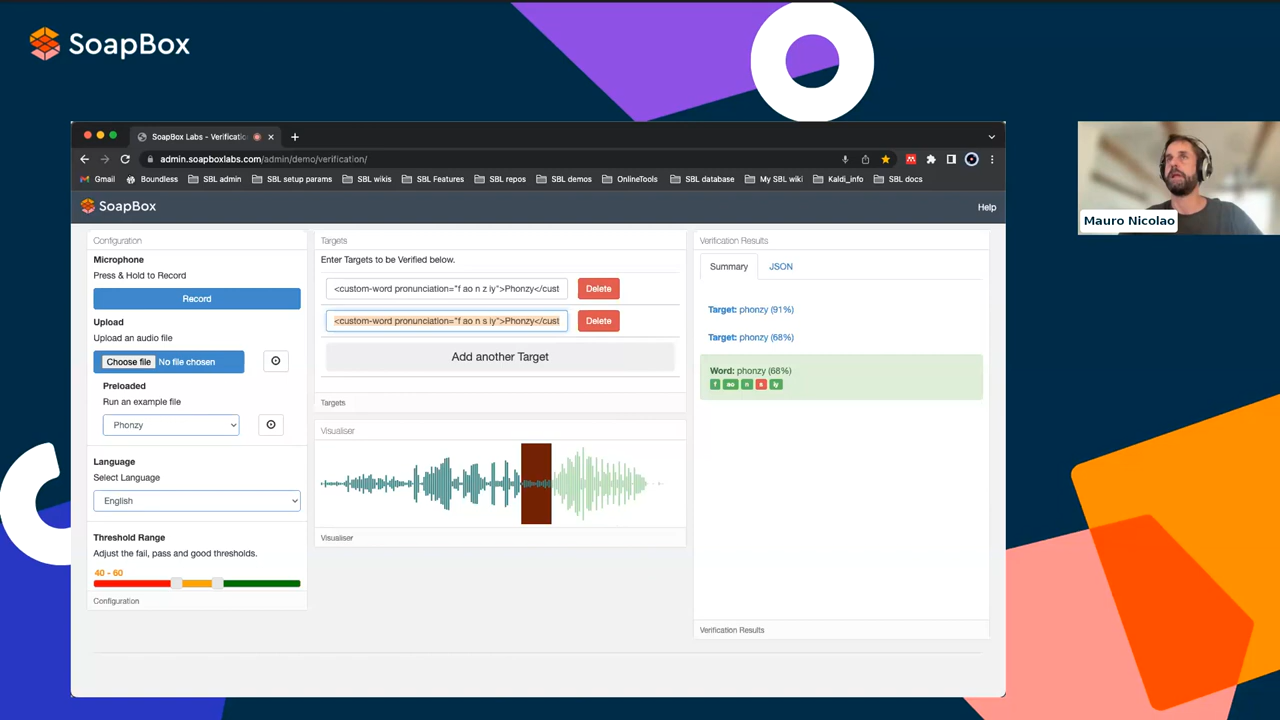 SoapBox
SoapBox Labs - Verificatio
admin.soapboxlabs.com/admin/demo/verification/
Gmail Boundless SBL admin SBL setup params SBL wikis SBL Features SBL repos SBL demos OnlineTools SBL database My SBL wiki Kaldi_info SBL docs
SoapBox
Help
Configuration
Microphone
Press & Hold to Record
Record
Upload
Upload an audio file
Choose file No file chosen
Preloaded
Run an example file
Phonzy
Language
Select Language
English
Threshold Range
Adjust the fail, pass and good thresholds.
40 - 60
Configuration
Targets
Enter Targets to be Verified below.
<custom-word pronunciation="f ao n z iy">Phonzy</cust
Delete
<custom-word pronunciation="f ao n s iy">Phonzy</cust
Delete
Add another Target
Targets
Visualiser
Visualiser
Verification Results
Summary JSON
Target: phonzy (91%)
Target: phonzy (68%)
Word: phonzy (68%)
f ao n s iy
Verification Results
Mauro Nicolao